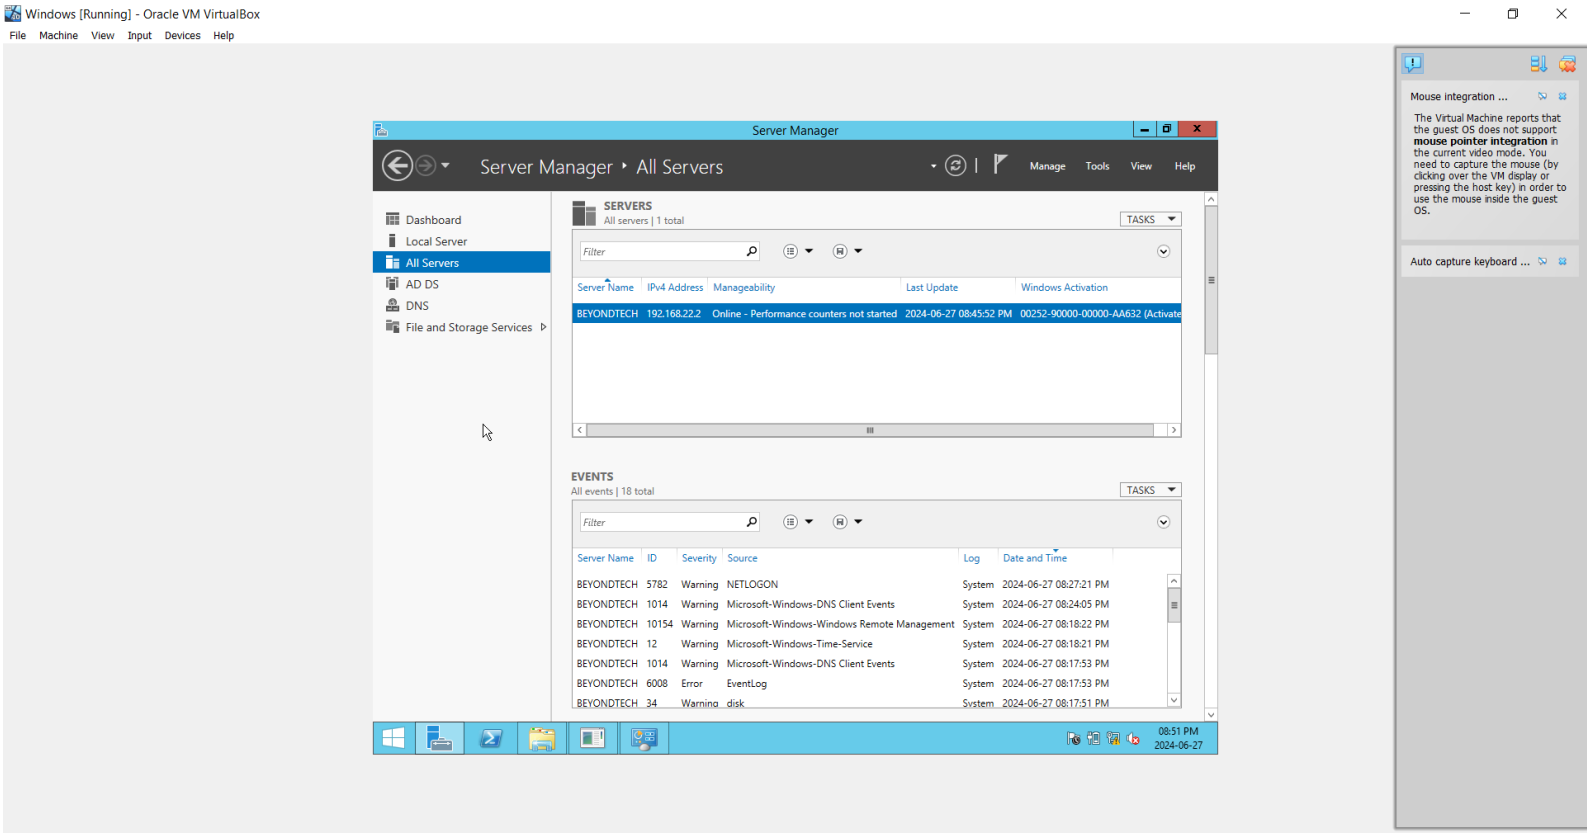 Windows [Running] - Oracle VM VirtualBox
File Machine View Input Devices Help
Server Manager
Server Manager • All Servers
Manage Tools View Help
Dashboard
Local Server
All Servers
AD DS
DNS
File and Storage Services
SERVERS
All servers | 1 total
TASKS
Filter
Server Name IPv4 Address Manageability Last Update Windows Activation
BEYONDTECH 192.168.22.2 Online - Performance counters not started 2024-06-27 08:45:52 PM 00252-90000-00000-AA632 (Activate
EVENTS
All events | 18 total
TASKS
Filter
Server Name ID Severity Source Log Date and Time
BEYONDTECH 5782 Warning NETLOGON System 2024-06-27 08:27:21 PM
BEYONDTECH 1014 Warning Microsoft-Windows-DNS Client Events System 2024-06-27 08:24:05 PM
BEYONDTECH 10154 Warning Microsoft-Windows-Windows Remote Management System 2024-06-27 08:18:22 PM
BEYONDTECH 12 Warning Microsoft-Windows-Time-Service System 2024-06-27 08:18:21 PM
BEYONDTECH 1014 Warning Microsoft-Windows-DNS Client Events System 2024-06-27 08:17:53 PM
BEYONDTECH 6008 Error EventLog System 2024-06-27 08:17:53 PM
BEYONDTECH 34 Warning disk System 2024-06-27 08:17:51 PM
08:51 PM
2024-06-27
Mouse integration ...
The Virtual Machine reports that
the guest OS does not support
mouse pointer integration in
the current video mode. You
need to capture the mouse (by
clicking over the VM display or
pressing the host key) in order to
use the mouse inside the guest
OS.
Auto capture keyboard ...